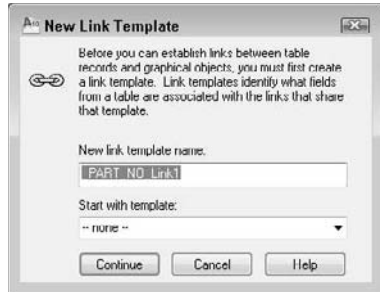 New Link Template
Before you can establish links between table
records and graphical objects, you must first create
a link template. Link templates identify what fields
from a table are associated with the links that share
that template.
New link template name:
_PART_NO_Link1
Start with template:
-- none --
Continue Cancel Help